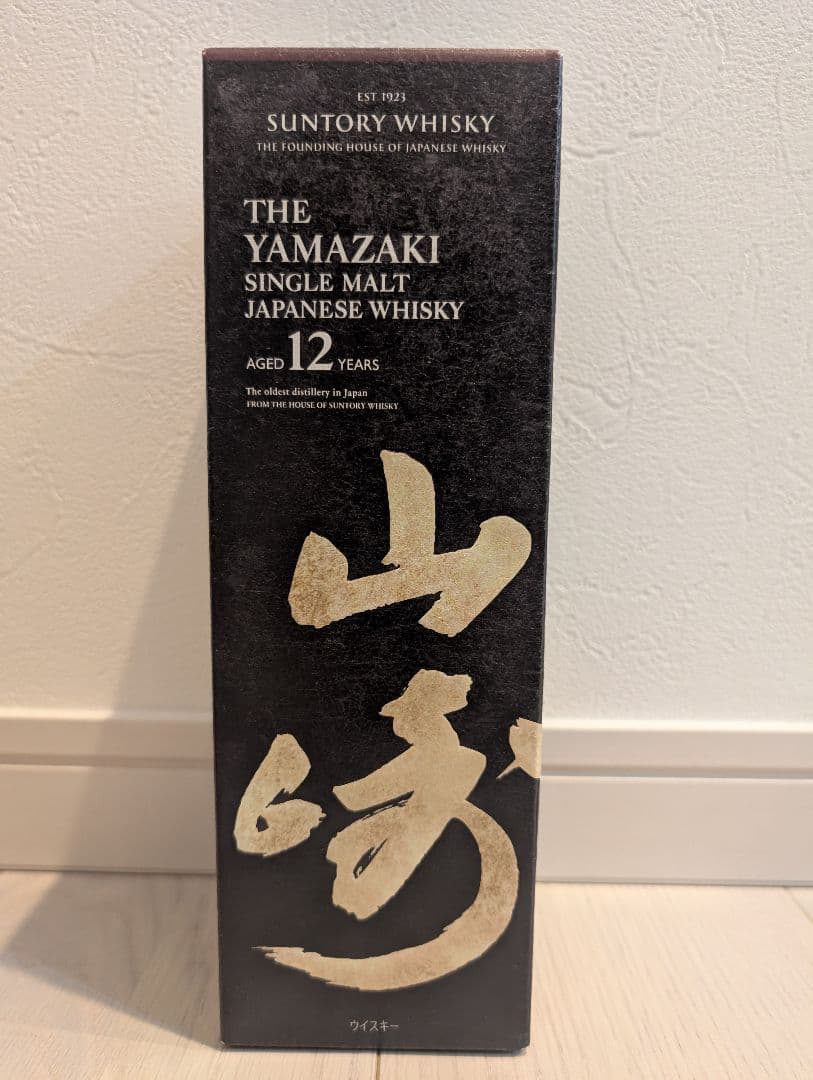 EST. 1923
SUNTORY WHISKY
THE FOUNDING HOUSE OF JAPANESE WHISKY
THE
YAMAZAKI
SINGLE MALT
JAPANESE WHISKY
AGED 12 YEARS
The oldest distillery in Japan
FROM THE HOUSE OF SUNTORY WHISKY
山
崎
ウイスキー